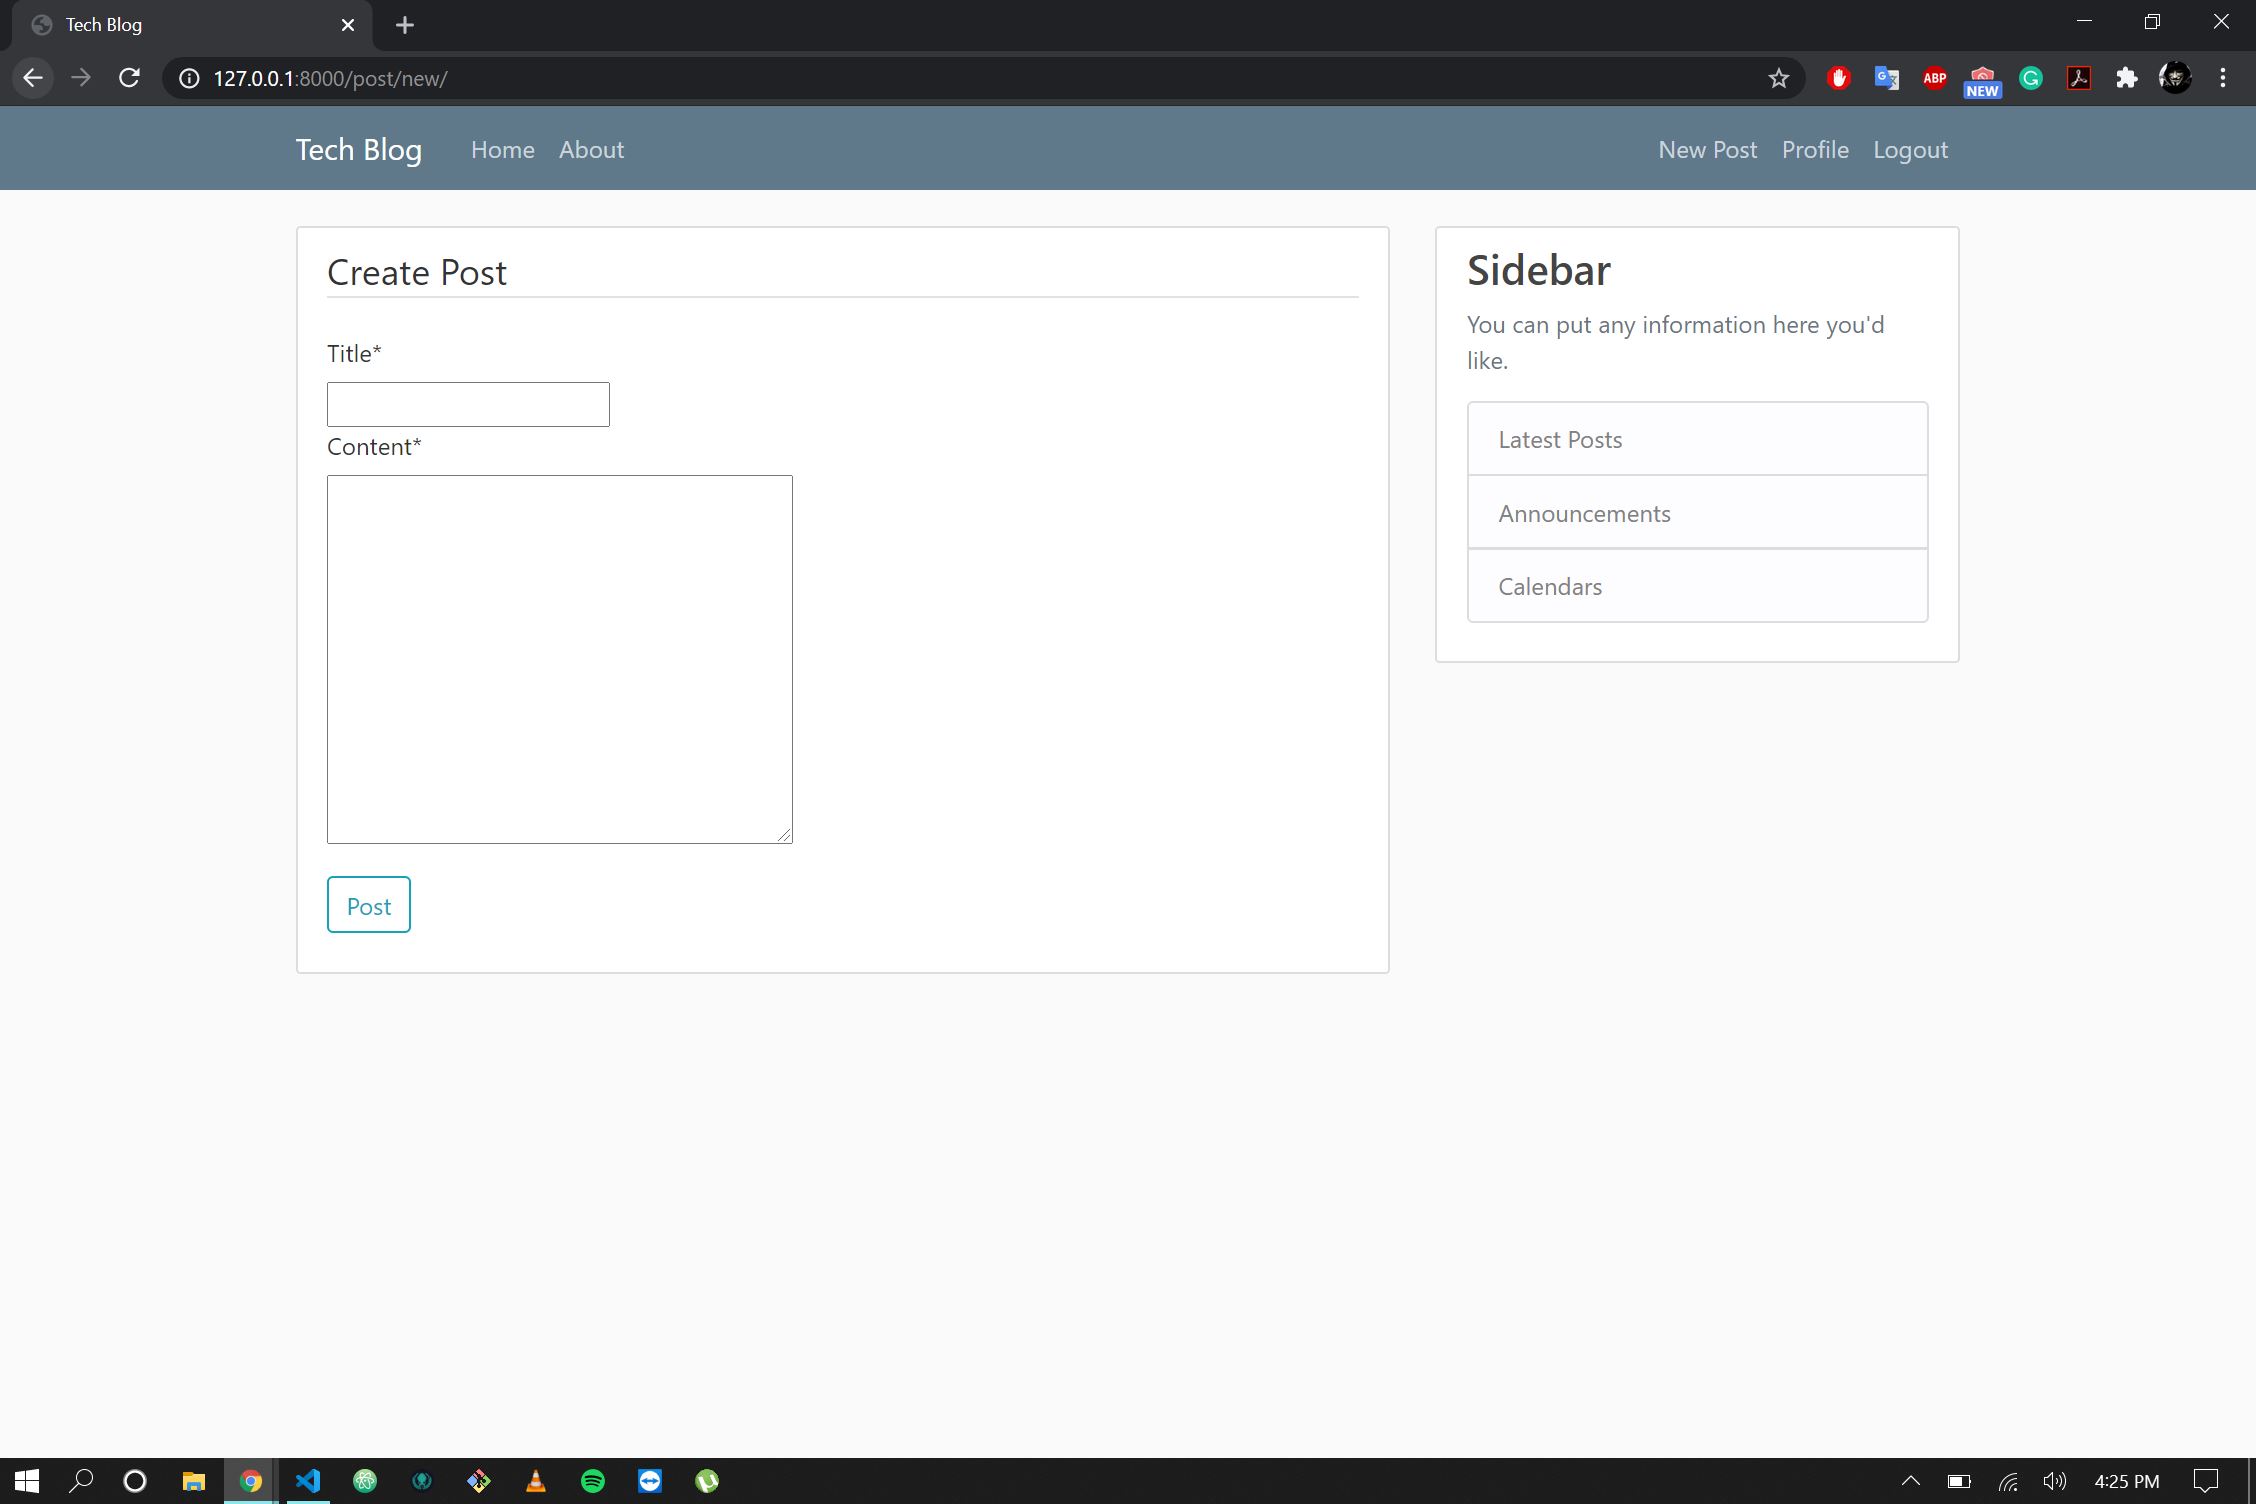 Tech Blog
127.0.0.1:8000/post/new/
ABP
NEW
Tech Blog Home About New Post Profile Logout
Create Post
Title*
Content*
Post
Sidebar
You can put any information here you'd
like.
Latest Posts
Announcements
Calendars
4:25 PM